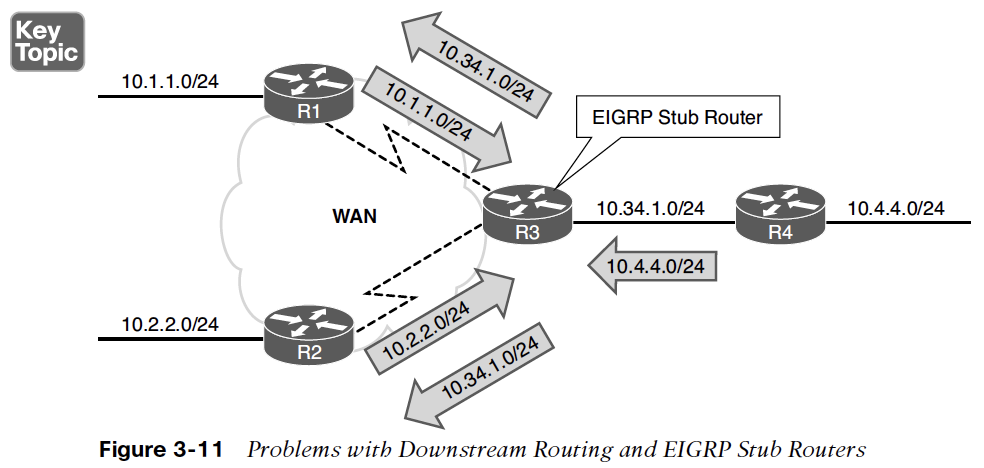 Key
Topic
10.1.1.0/24
R1
10.34.1.0/24
10.1.1.0/24
EIGRP Stub Router
WAN
R3
10.34.1.0/24
R4
10.4.4.0/24
10.4.4.0/24
10.2.2.0/24
R2
10.2.2.0/24
10.34.1.0/24
Figure 3-11 Problems with Downstream Routing and EIGRP Stub Routers